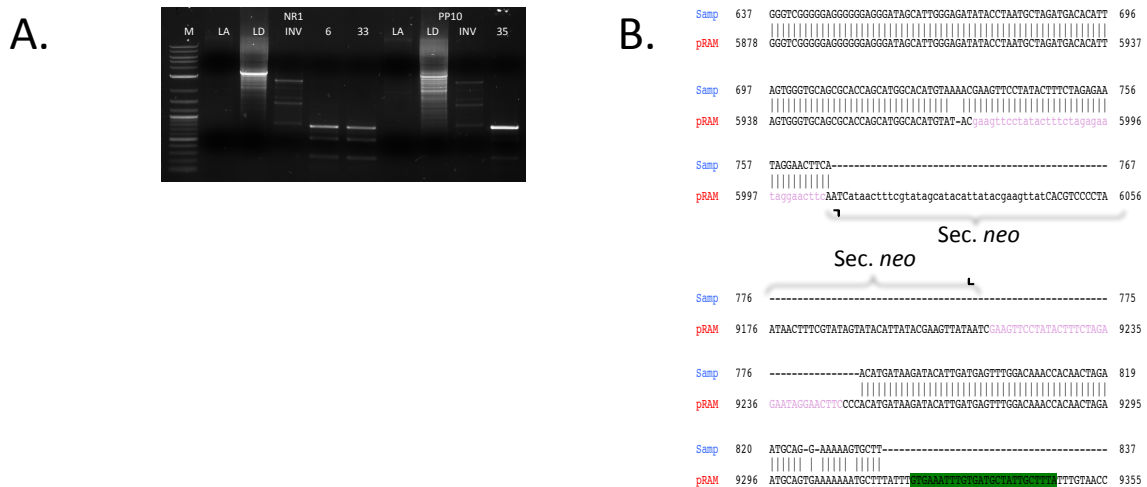 A.
NR1 PP10
M LA LD INV 6 33 LA LD INV 35
B.
Samp 637 GGGTCGGGGGAGGGGGGAGGGATAGCATTGGGAGATATACCTAATGCTAGATGACACATT 696
pRAM 5878 GGGTCGGGGGAGGGGGGAGGGATAGCATTGGGAGATATACCTAATGCTAGATGACACATT 5937
Samp 697 AGTGGGTGCAGCGCACCAGCATGGCACATGTAAAACGAAGTTCCTATACTTTCTAGAGAA 756
pRAM 5938 AGTGGGTGCAGCGCACCAGCATGGCACATGTAT-ACgaagttcctatactttctagagaa 5996
Samp 757 TAGGAACTTCA------------------------------------------------- 767
pRAM 5997 taggaacttcAATCataacttcgtatagcatacattatacgaagttatCACGTCCCCTA 6056
Sec. neo
Sec. neo
Samp 776 ------------------------------------------------------------ 775
pRAM 9176 ATAACTTTCGTATAGTATACATTATACGAAGTTATAATCGAAGTTCCTATACTTTCTAGA 9235
Samp 776 ----------------ACATGATAAGATACATTGATGAGTTTGGACAAACCACAACTAGA 819
pRAM 9236 GAATAGGAACTTCCCCACATGATAAGATACATTGATGAGTTTGGACAAACCACAACTAGA 9295
Samp 820 ATGCAG-G-AAAAAGTGCTT---------------------------------------- 837
pRAM 9296 ATGCAGTGAAAAAAATGCTTTATTTGTGAAATTTGTGATGCTATTGCTTTATTTGTAACC 9355